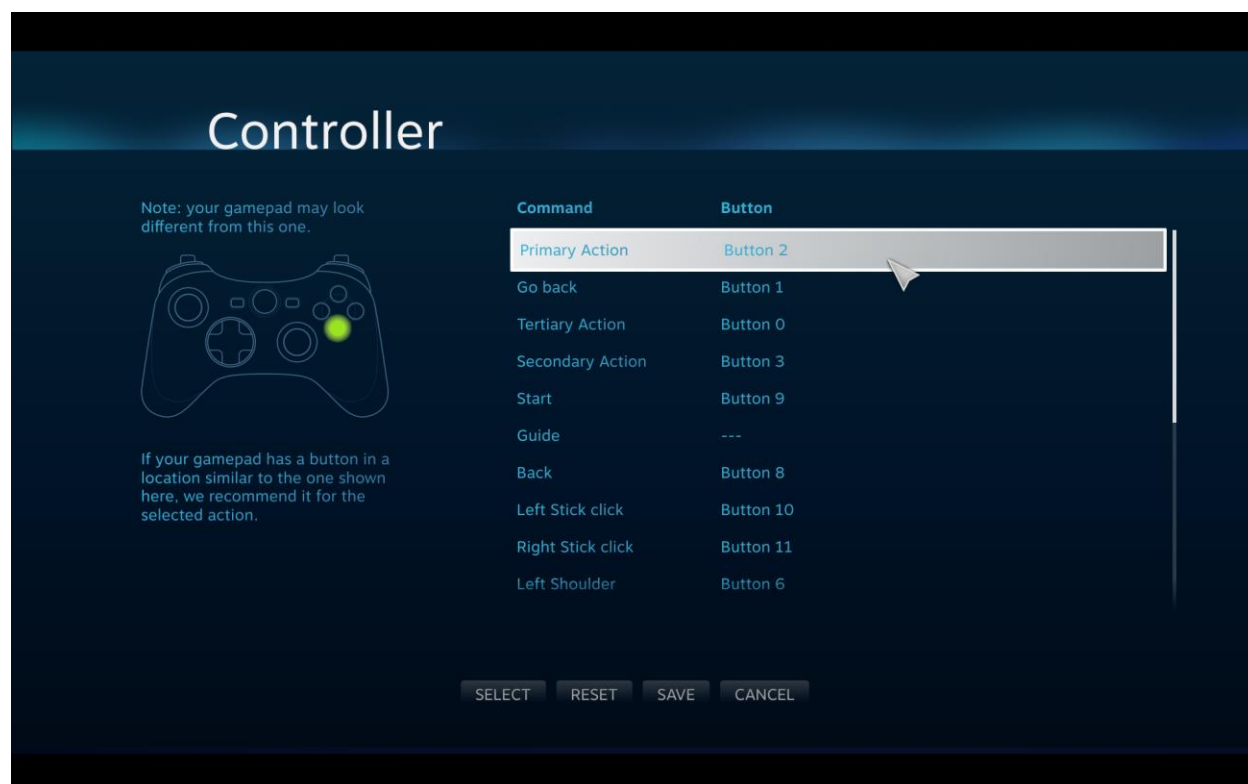 Controller
Note: your gamepad may look
different from this one.
If your gamepad has a button in a
location similar to the one shown
here, we recommend it for the
selected action.
Command Button
Primary Action Button 2
Go back Button 1
Tertiary Action Button 0
Secondary Action Button 3
Start Button 9
Guide ---
Back Button 8
Left Stick click Button 10
Right Stick click Button 11
Left Shoulder Button 6
SELECT RESET SAVE CANCEL